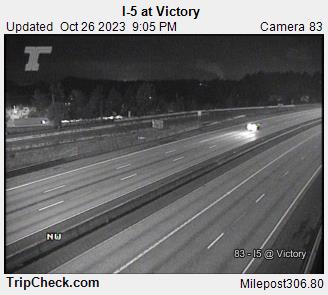 I-5 at Victory
Updated Oct 26 2023 9:05 PM Camera 83
T
NW
83 - I5 @ Victory
TripCheck.com Milepost306.80